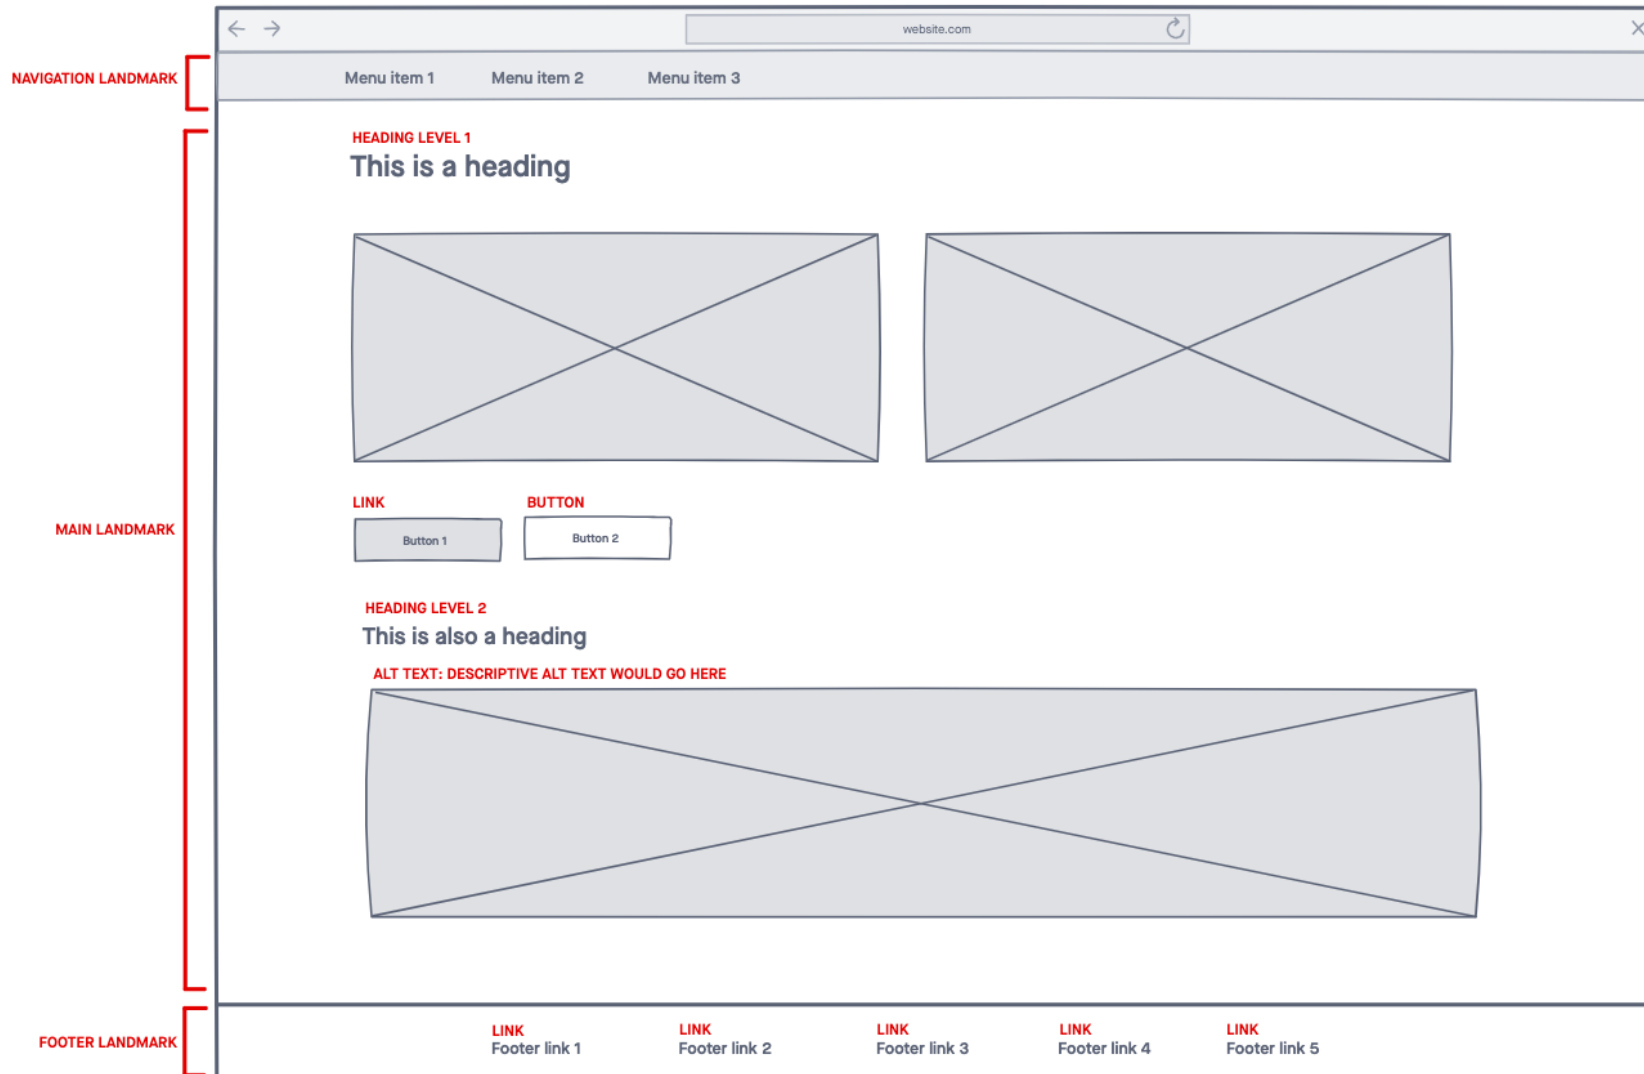 website.com
NAVIGATION LANDMARK
Menu item 1 Menu item 2 Menu item 3
HEADING LEVEL 1
This is a heading
LINK BUTTON
Button 1 Button 2
MAIN LANDMARK
HEADING LEVEL 2
This is also a heading
ALT TEXT: DESCRIPTIVE ALT TEXT WOULD GO HERE
FOOTER LANDMARK
LINK LINK LINK LINK LINK
Footer link 1 Footer link 2 Footer link 3 Footer link 4 Footer link 5